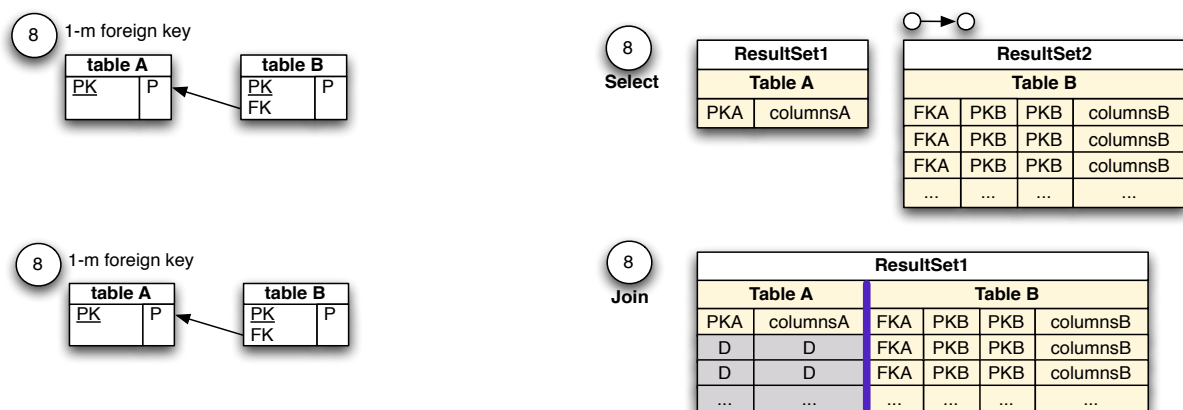 8 1-m foreign key
table A table B
PK P PK P
FK
8
Select
ResultSet1
Table A
PKA columnsA
ResultSet2
Table B
FKA PKB PKB columnsB
FKA PKB PKB columnsB
FKA PKB PKB columnsB
... ... ... ...
8 1-m foreign key
table A table B
PK P PK P
FK
8
Join
ResultSet1
Table A Table B
PKA columnsA FKA PKB PKB columnsB
D D FKA PKB PKB columnsB
D D FKA PKB PKB columnsB
... ... ... ... ... ...